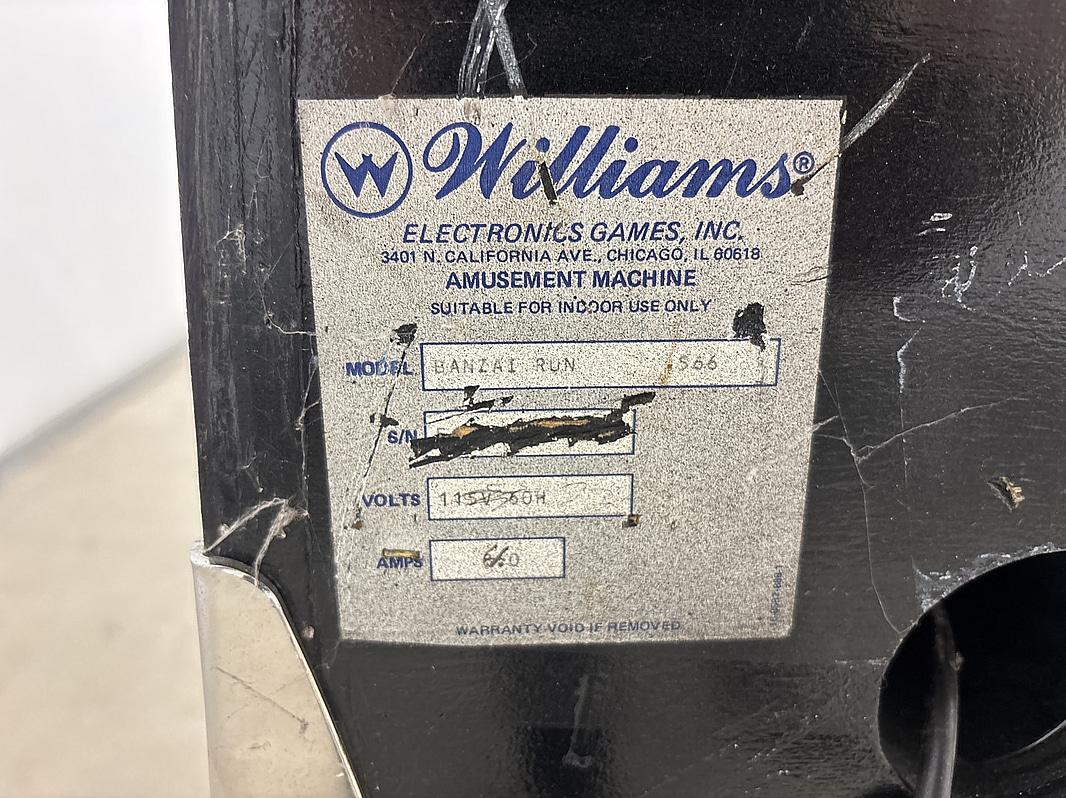 W Williams®
ELECTRONICS GAMES, INC.
3401 N. CALIFORNIA AVE., CHICAGO, IL 60618
AMUSEMENT MACHINE
SUITABLE FOR INDOOR USE ONLY
MODEL BANZAI RUN 566
S/N
VOLTS 115V 60H
AMPS
WARRANTY VOID IF REMOVED